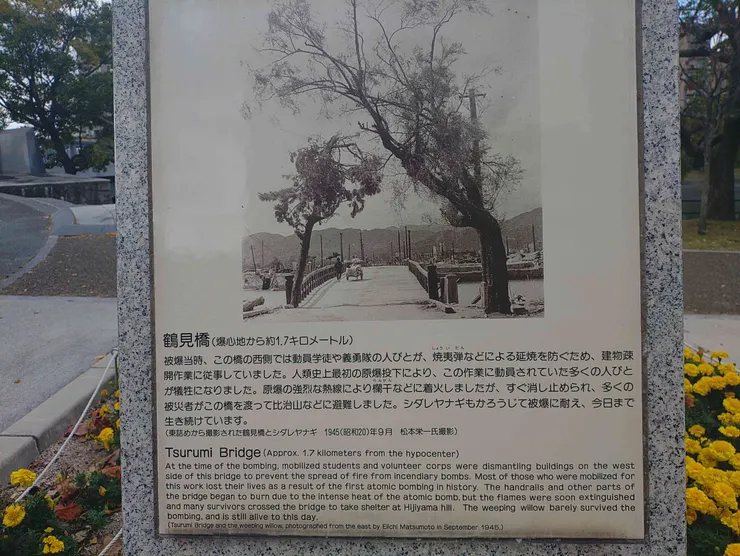 鶴見橋(爆心地から約1.7キロメートル)
被爆当時、この橋の西側では動員学徒や義勇隊の人びとが、焼夷弾などによる延焼を防ぐため、建物疎
開作業に従事していました。人類史上最初の原爆投下により、この作業に動員されていた多くの人びと
が犠牲になりました。原爆の強烈な熱線により欄干などに着火しましたが、すぐ消し止められ、多くの
被災者がこの橋を渡って比治山などに避難しました。シダレヤナギもかろうじて被爆に耐え、今日まで
生き続けています。
(東詰めから撮影された鶴見橋とシダレヤナギ 1945(昭和20)年9月 松本栄一氏撮影)
Tsurumi Bridge (Approx. 1.7 kilometers from the hypocenter)
At the time of the bombing, mobilized students and volunteer corps were dismantling buildings on the west
side of this bridge to prevent the spread of fire from incendiary bombs. Most of those who were mobilized for
this work lost their lives as a result of the first atomic bombing in history. The handrails and other parts of
the bridge began to burn due to the intense heat of the atomic bomb, but the flames were soon extinguished
and many survivors crossed the bridge to take shelter at Hijiyama hill. The weeping willow barely survived the
bombing, and is still alive to this day.
(Tsurumi Bridge and the weeping willow, photographed from the east by Eiichi Matsumoto in September 1945.)